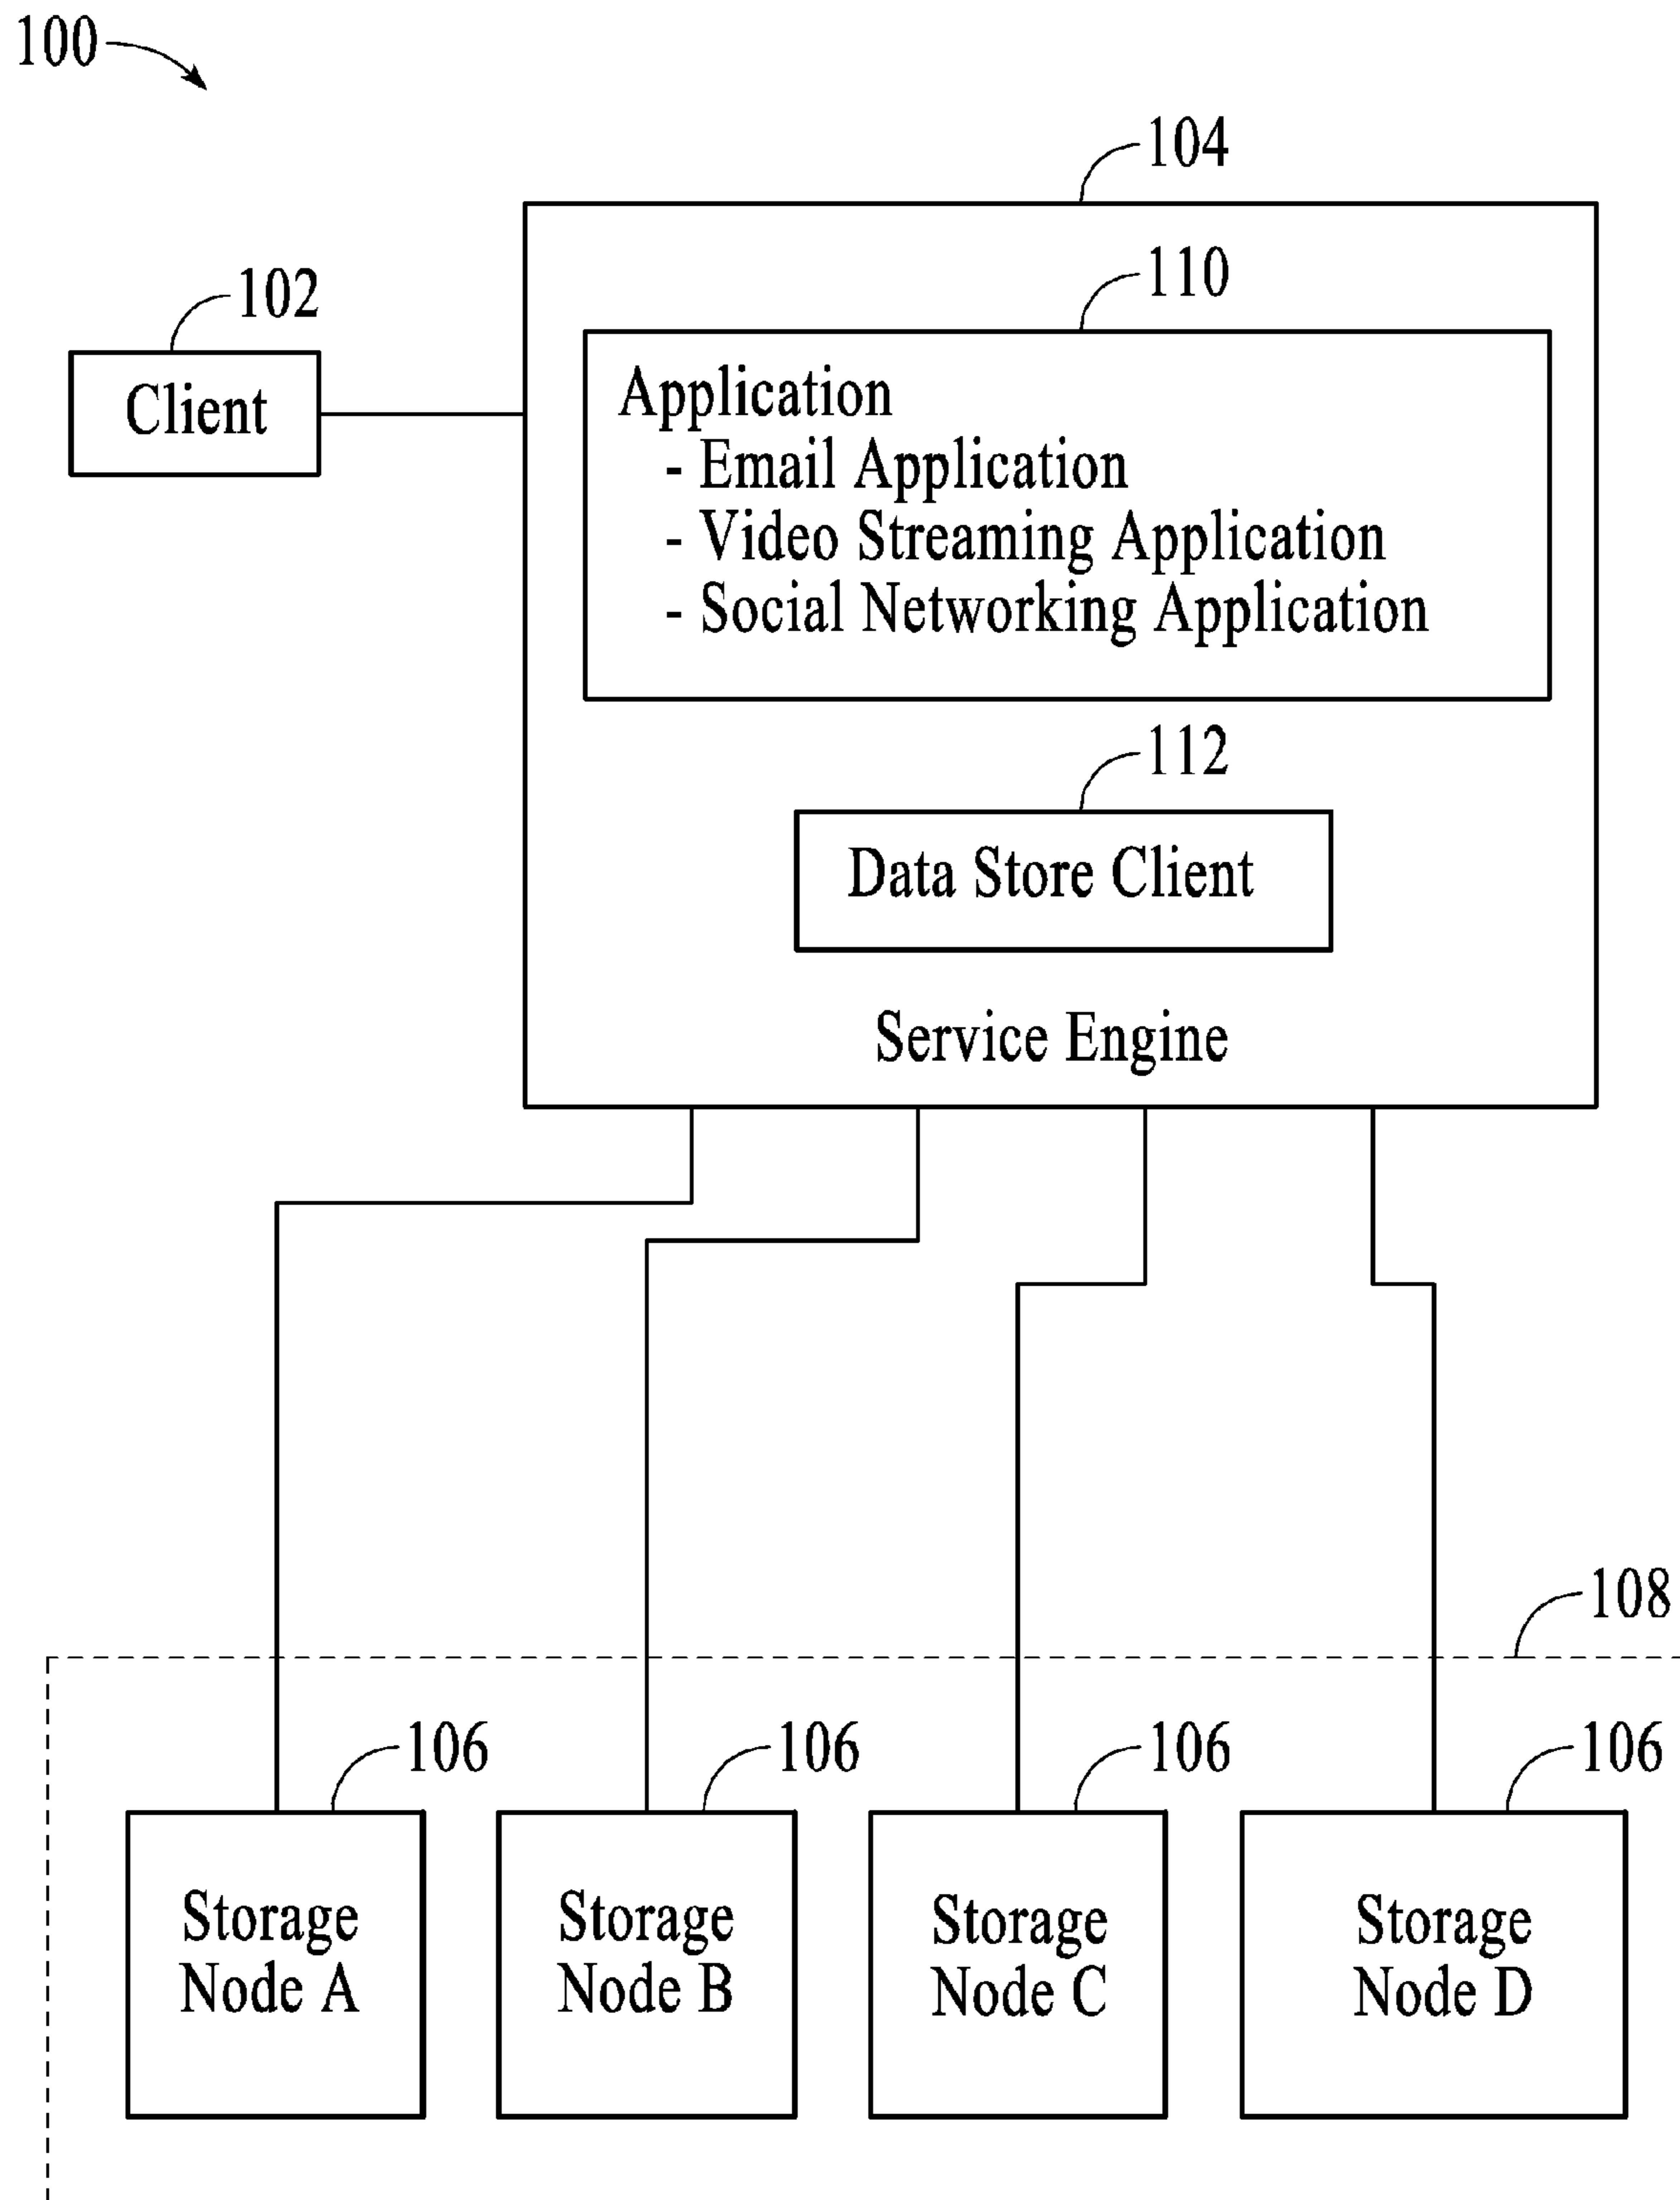 100
104
102
110
Client
Application
- Email Application
- Video Streaming Application
- Social Networking Application
112
Data Store Client
Service Engine
108
106 106 106 106
Storage Storage Storage Storage
Node A Node B Node C Node D